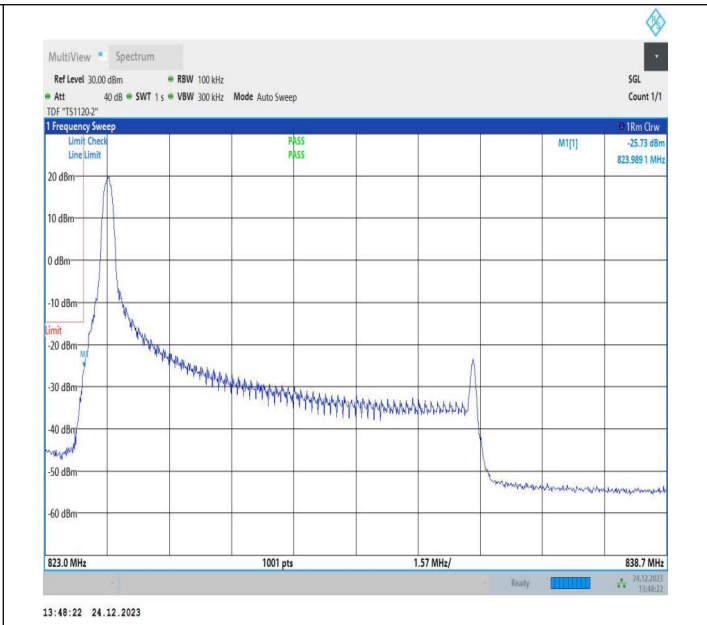 R S
MultiView Spectrum
Ref Level 30.00 dBm RBW 100 kHz SGL
Att 40 dB SWT 1 s VBW 300 kHz Mode Auto Sweep Count 1/1
TDF "TS1120-2"
1 Frequency Sweep 1Rm Clrw
Limit Check PASS M1[1] -25.73 dBm
Line Limit PASS 823.989 1 MHz
20 dBm
10 dBm
0 dBm
-10 dBm
Limit
-20 dBm
M1
-30 dBm
-40 dBm
-50 dBm
-60 dBm
823.0 MHz 1001 pts 1.57 MHz/ 838.7 MHz
Ready 24.12.2023
13:48:22
13:48:22 24.12.2023